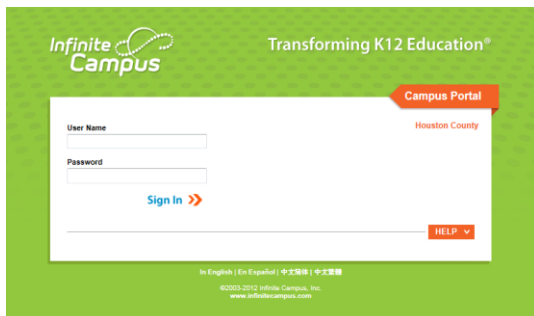 Infinite Campus
Transforming K12 Education®
Campus Portal
Houston County
User Name
Password
Sign In
HELP
In English | En Español | 中文简体 | 中文繁體
©2003-2012 Infinite Campus, Inc.
www.infinitecampus.com